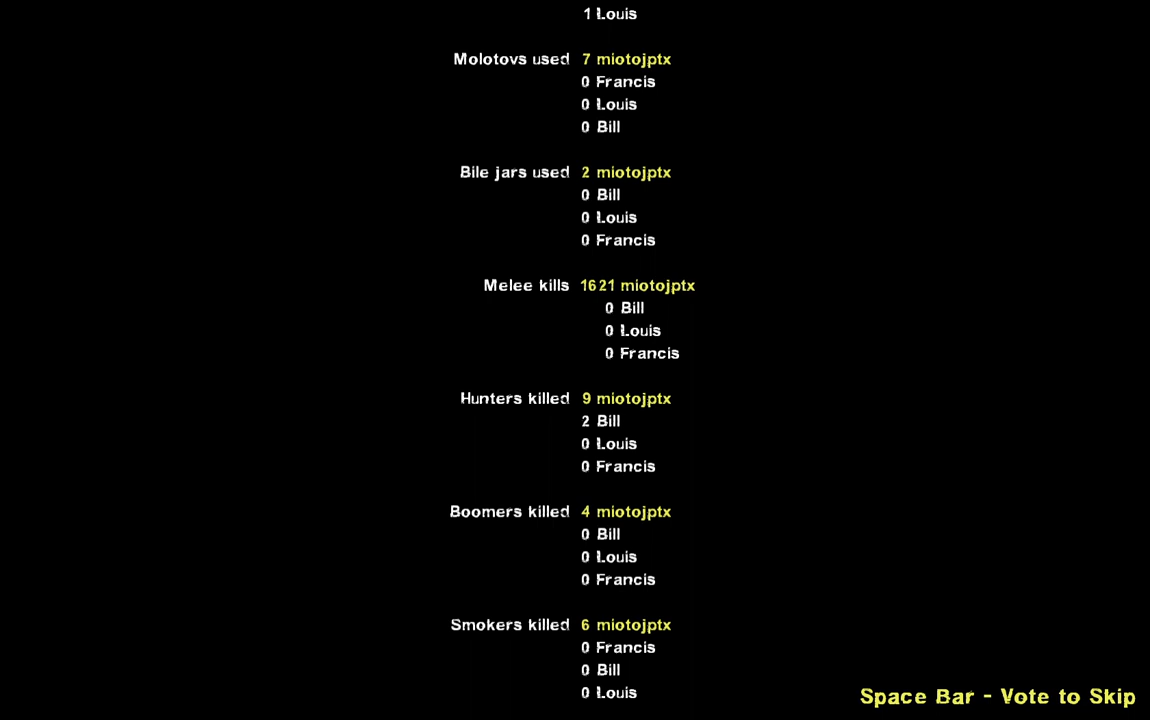 1 Louis
Molotovs used 7 miotojptx
0 Francis
0 Louis
0 Bill
Bile jars used 2 miotojptx
0 Bill
0 Louis
0 Francis
Melee kills 1621 miotojptx
0 Bill
0 Louis
0 Francis
Hunters killed 9 miotojptx
2 Bill
0 Louis
0 Francis
Boomers killed 4 miotojptx
0 Bill
0 Louis
0 Francis
Smokers killed 6 miotojptx
0 Francis
0 Bill
0 Louis
Space Bar - Vote to Skip